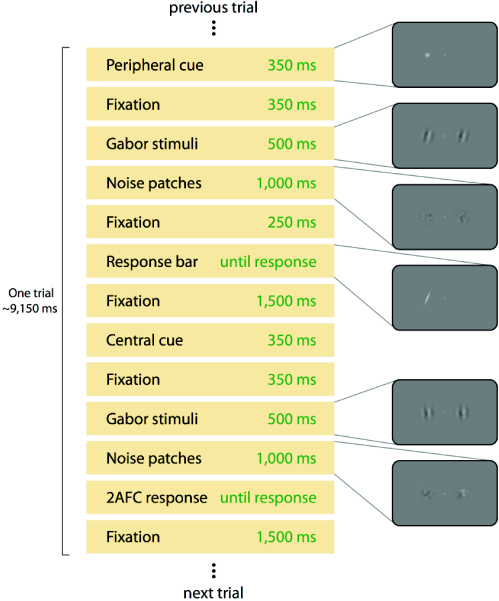 previous trial
Peripheral cue 350 ms
Fixation 350 ms
Gabor stimuli 500 ms
Noise patches 1,000 ms
Fixation 250 ms
Response bar until response
One trial
~9,150 ms
Fixation 1,500 ms
Central cue 350 ms
Fixation 350 ms
Gabor stimuli 500 ms
Noise patches 1,000 ms
2AFC response until response
Fixation 1,500 ms
next trial